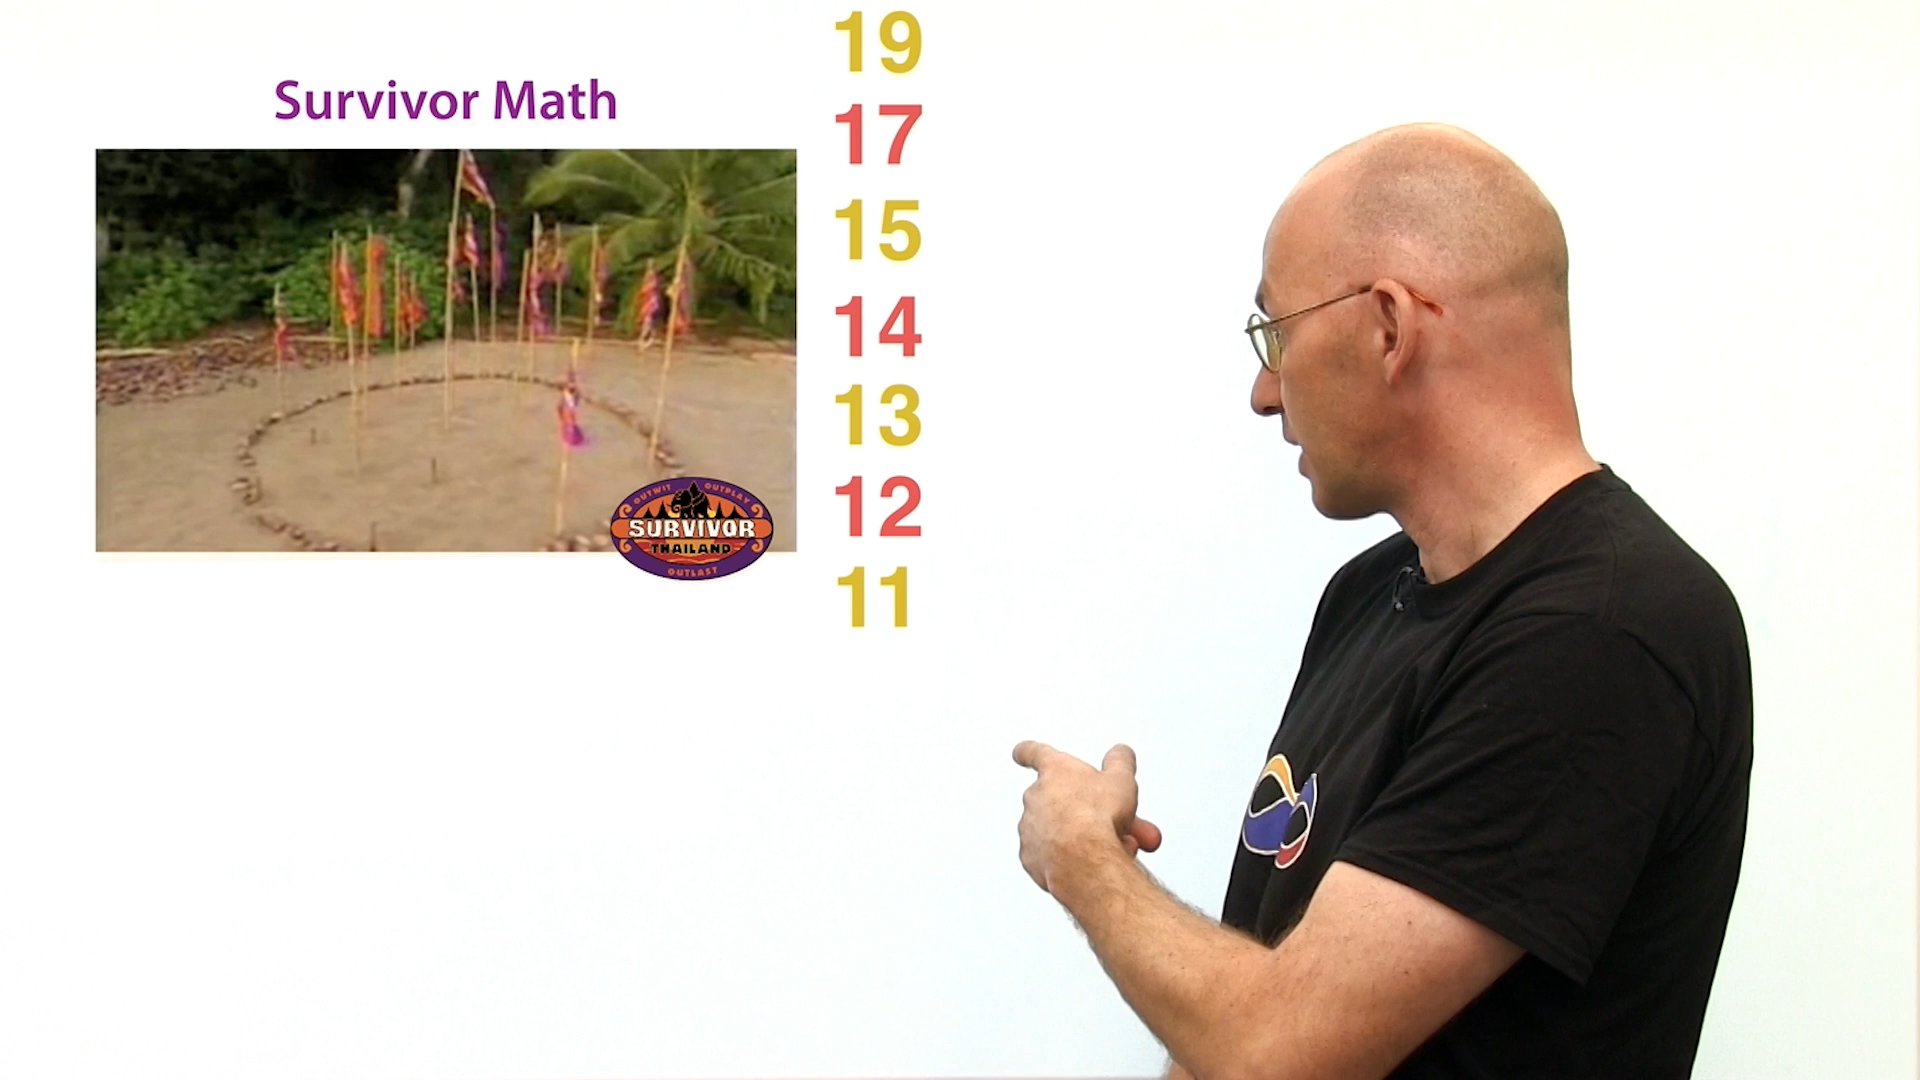 Survivor Math
19
17
15
14
13
12
11
OUTWIT OUTPLAY
SURVIVOR
THAILAND
OUTLAST